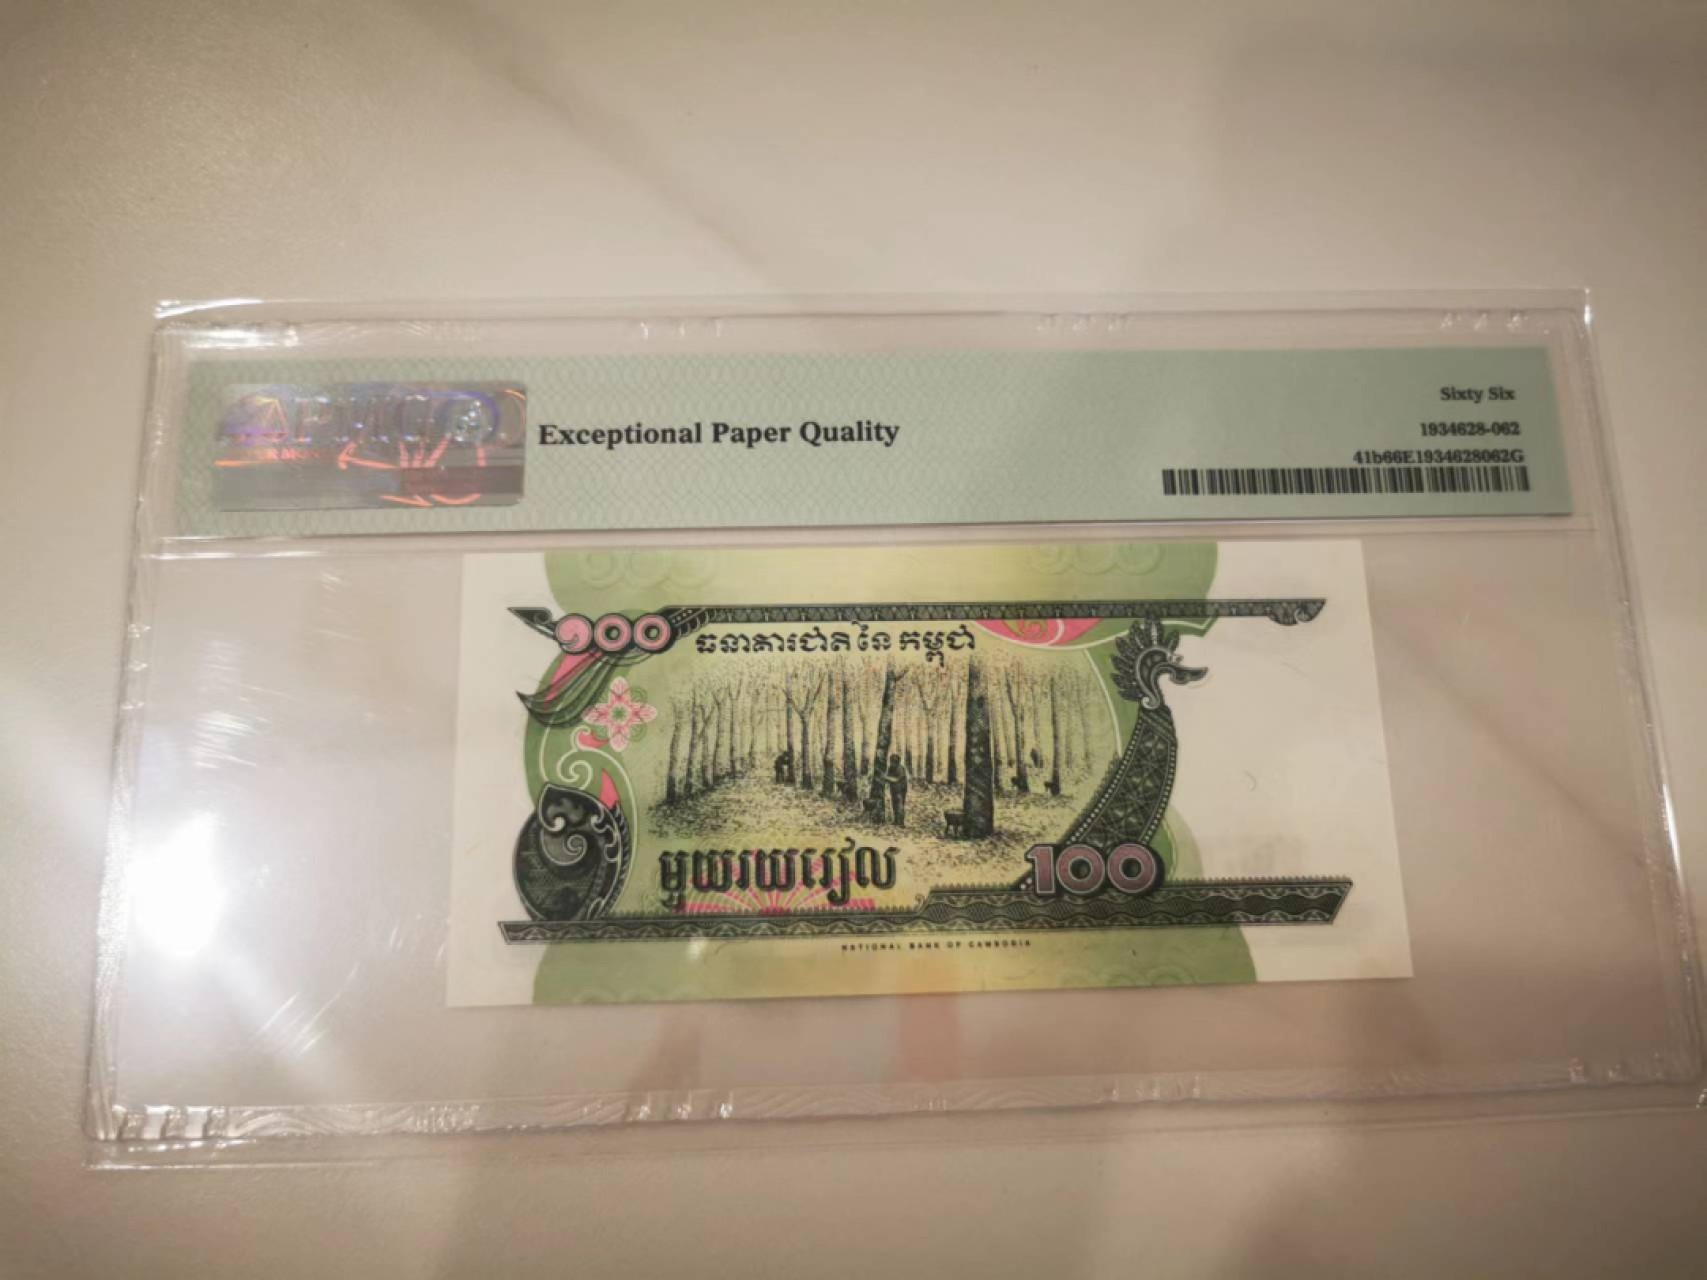 PMG
Exceptional Paper Quality
Sixty Six
1934628-062
41b66E1934628062G
១០០
ធនាគារជាតិ នៃ កម្ពុជា
មួយរយរៀល
100
NATIONAL BANK OF CAMBODIA